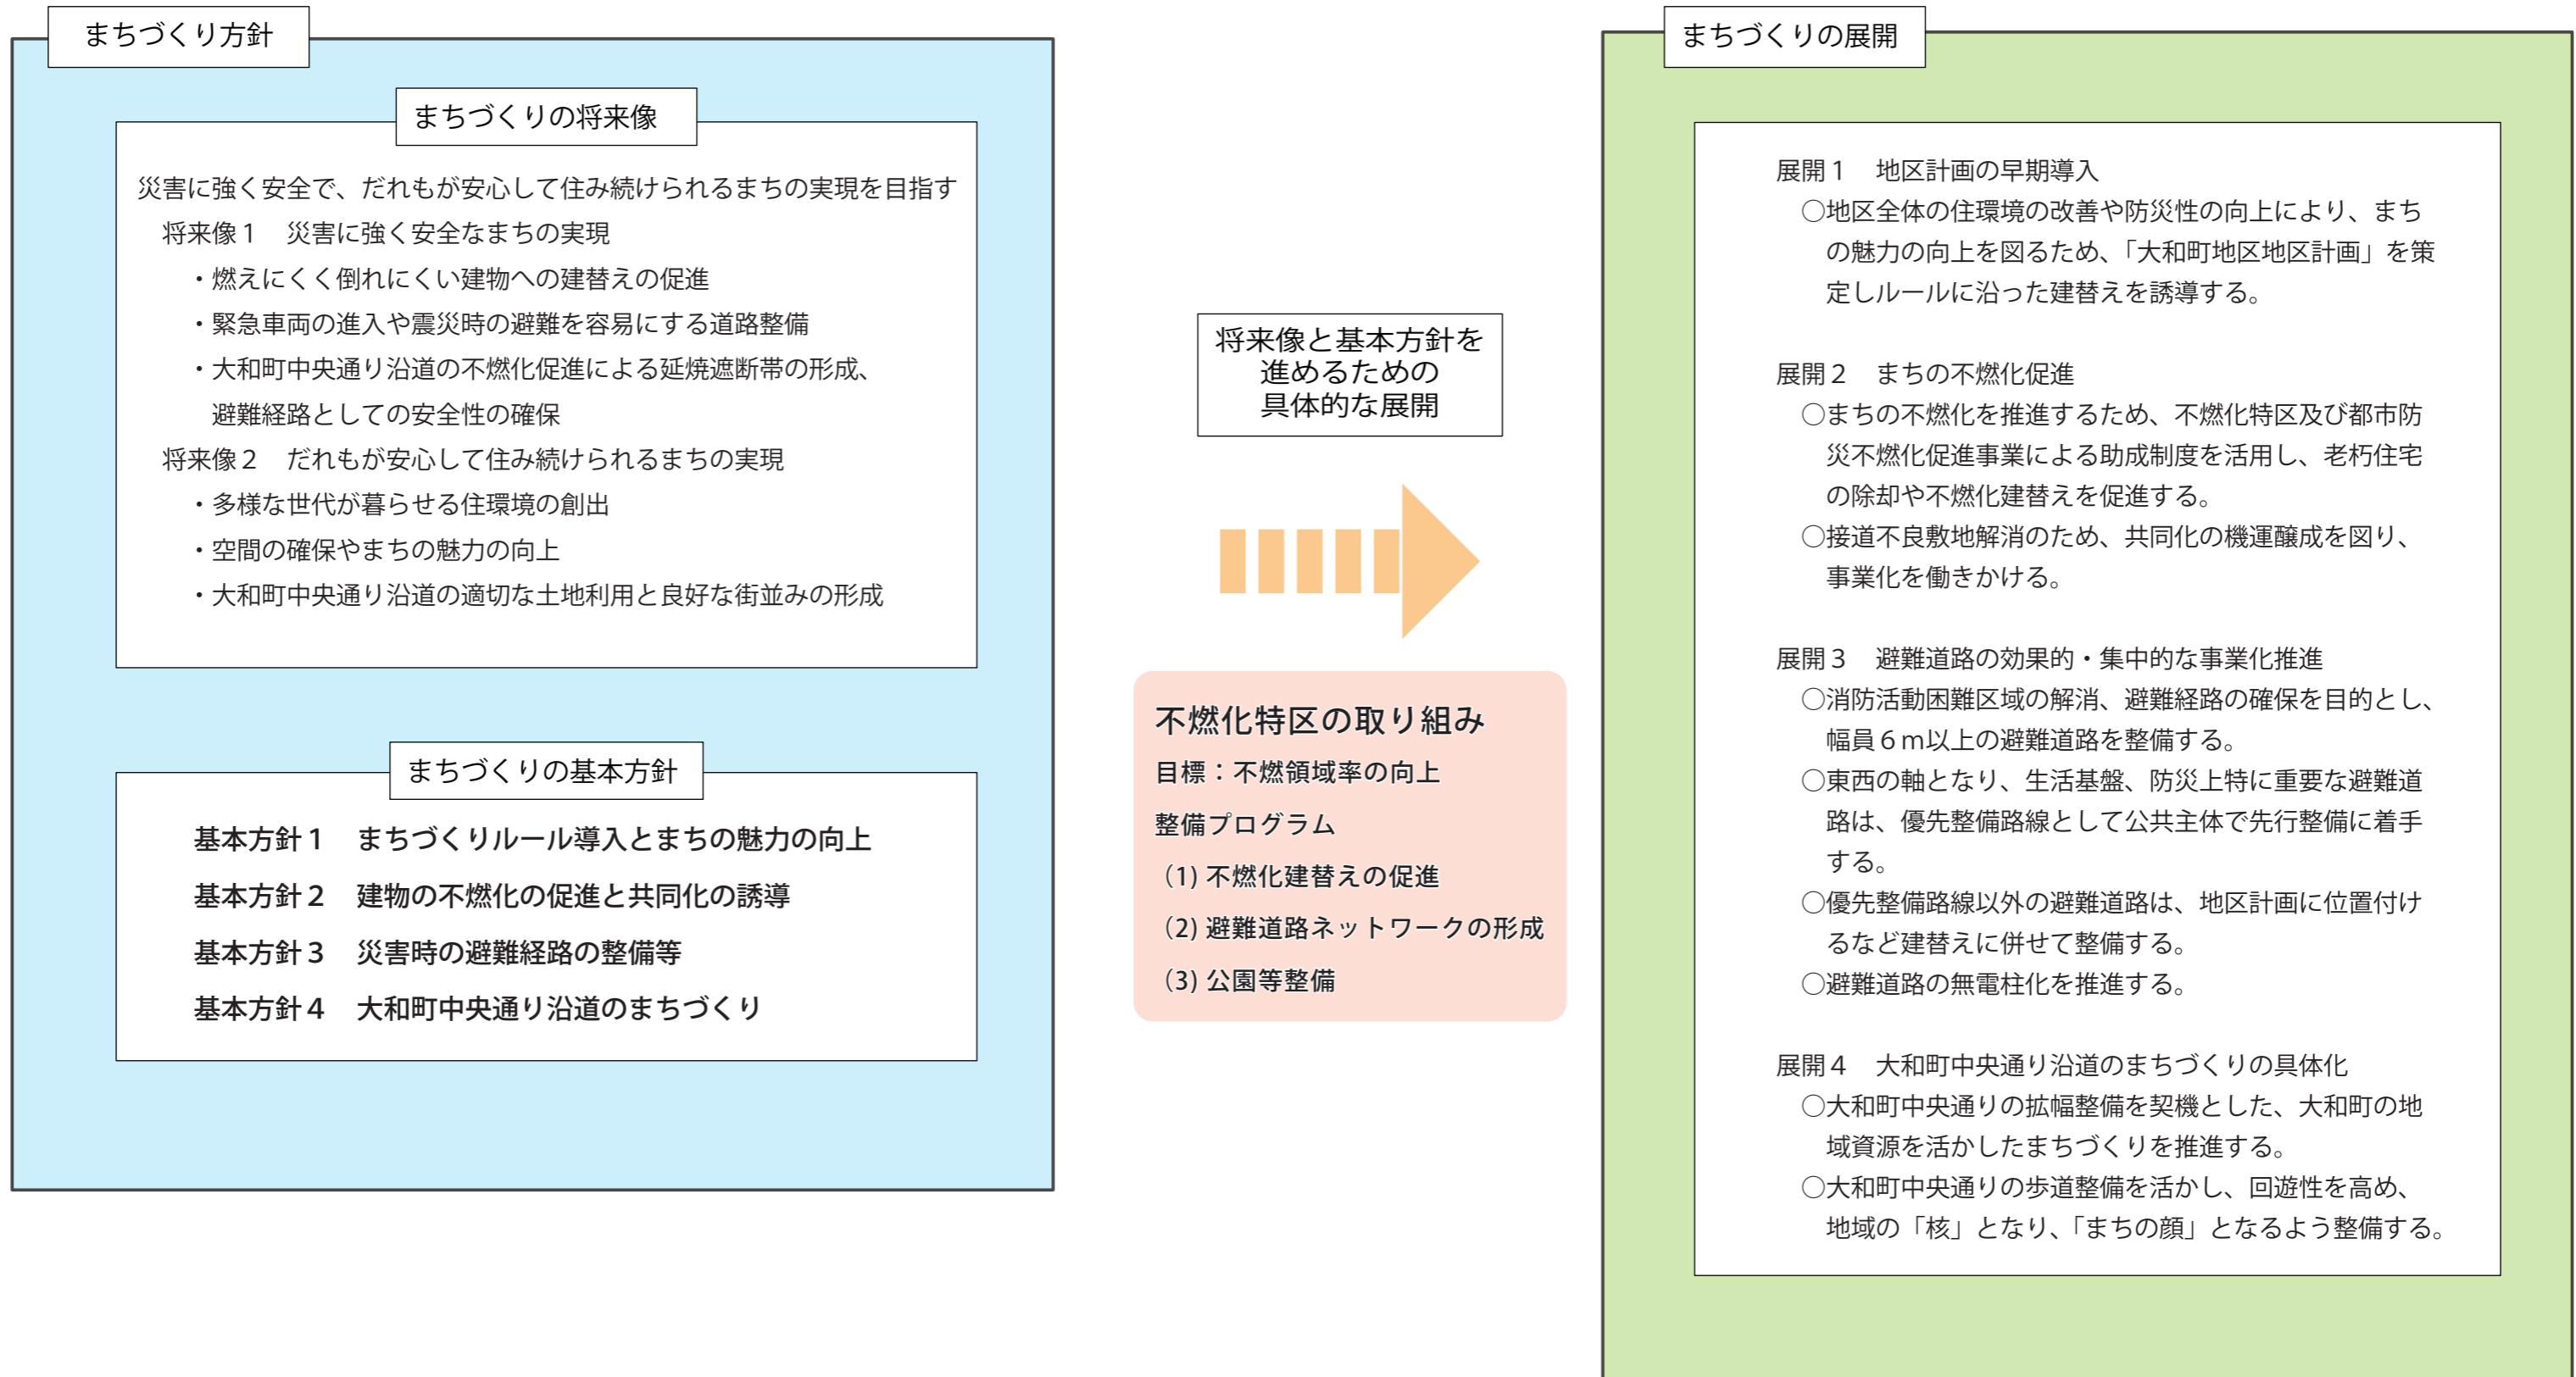 まちづくり方針
まちづくりの将来像
災害に強く安全で、だれもが安心して住み続けられるまちの実現を目指す
将来像１　災害に強く安全なまちの実現
・燃えにくく倒れにくい建物への建替えの促進
・緊急車両の進入や震災時の避難を容易にする道路整備
・大和町中央通り沿道の不燃化促進による延焼遮断帯の形成、
避難経路としての安全性の確保
将来像２　だれもが安心して住み続けられるまちの実現
・多様な世代が暮らせる住環境の創出
・空間の確保やまちの魅力の向上
・大和町中央通り沿道の適切な土地利用と良好な街並みの形成
まちづくりの基本方針
基本方針１　まちづくりルール導入とまちの魅力の向上
基本方針２　建物の不燃化の促進と共同化の誘導
基本方針３　災害時の避難経路の整備等
基本方針４　大和町中央通り沿道のまちづくり
将来像と基本方針を
進めるための
具体的な展開
不燃化特区の取り組み
目標：不燃領域率の向上
整備プログラム
（1) 不燃化建替えの促進
（2) 避難道路ネットワークの形成
（3) 公園等整備
まちづくりの展開
展開１　地区計画の早期導入
○地区全体の住環境の改善や防災性の向上により、まち
の魅力の向上を図るため、「大和町地区地区計画」を策
定しルールに沿った建替えを誘導する。
展開２　まちの不燃化促進
○まちの不燃化を推進するため、不燃化特区及び都市防
災不燃化促進事業による助成制度を活用し、老朽住宅
の除却や不燃化建替えを促進する。
○接道不良敷地解消のため、共同化の機運醸成を図り、
事業化を働きかける。
展開３　避難道路の効果的・集中的な事業化推進
○消防活動困難区域の解消、避難経路の確保を目的とし、
幅員６ｍ以上の避難道路を整備する。
○東西の軸となり、生活基盤、防災上特に重要な避難道
路は、優先整備路線として公共主体で先行整備に着手
する。
○優先整備路線以外の避難道路は、地区計画に位置付け
るなど建替えに併せて整備する。
○避難道路の無電柱化を推進する。
展開４　大和町中央通り沿道のまちづくりの具体化
○大和町中央通りの拡幅整備を契機とした、大和町の地
域資源を活かしたまちづくりを推進する。
○大和町中央通りの歩道整備を活かし、回遊性を高め、
地域の「核」となり、「まちの顔」となるよう整備する。